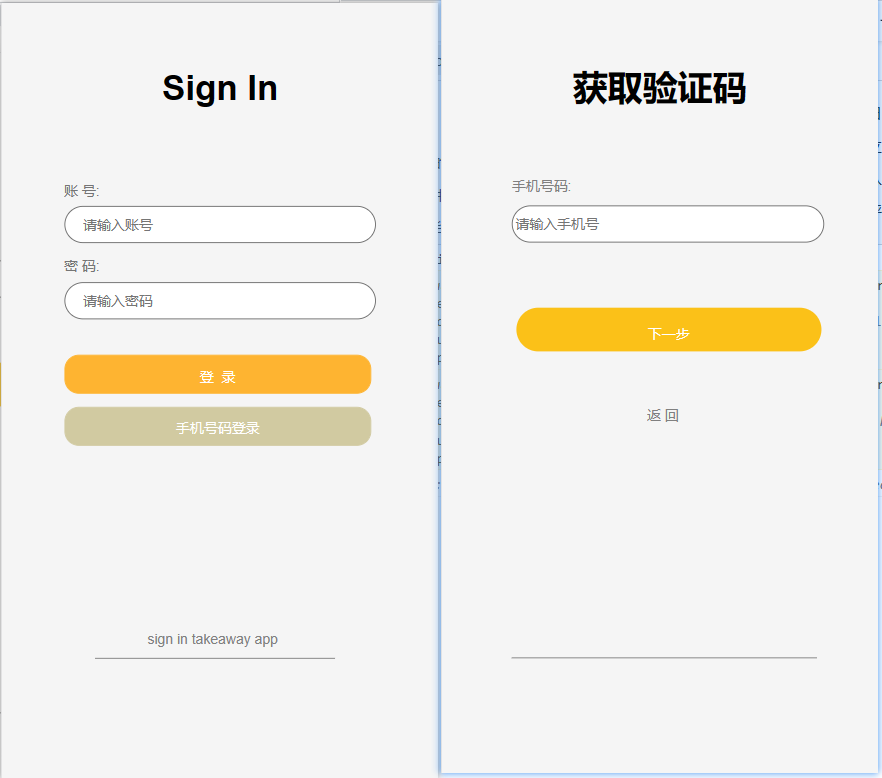 Sign In
账 号:
请输入账号
密 码:
请输入密码
登 录
手机号码登录
sign in takeaway app
获取验证码
手机号码:
请输入手机号
下一步
返 回